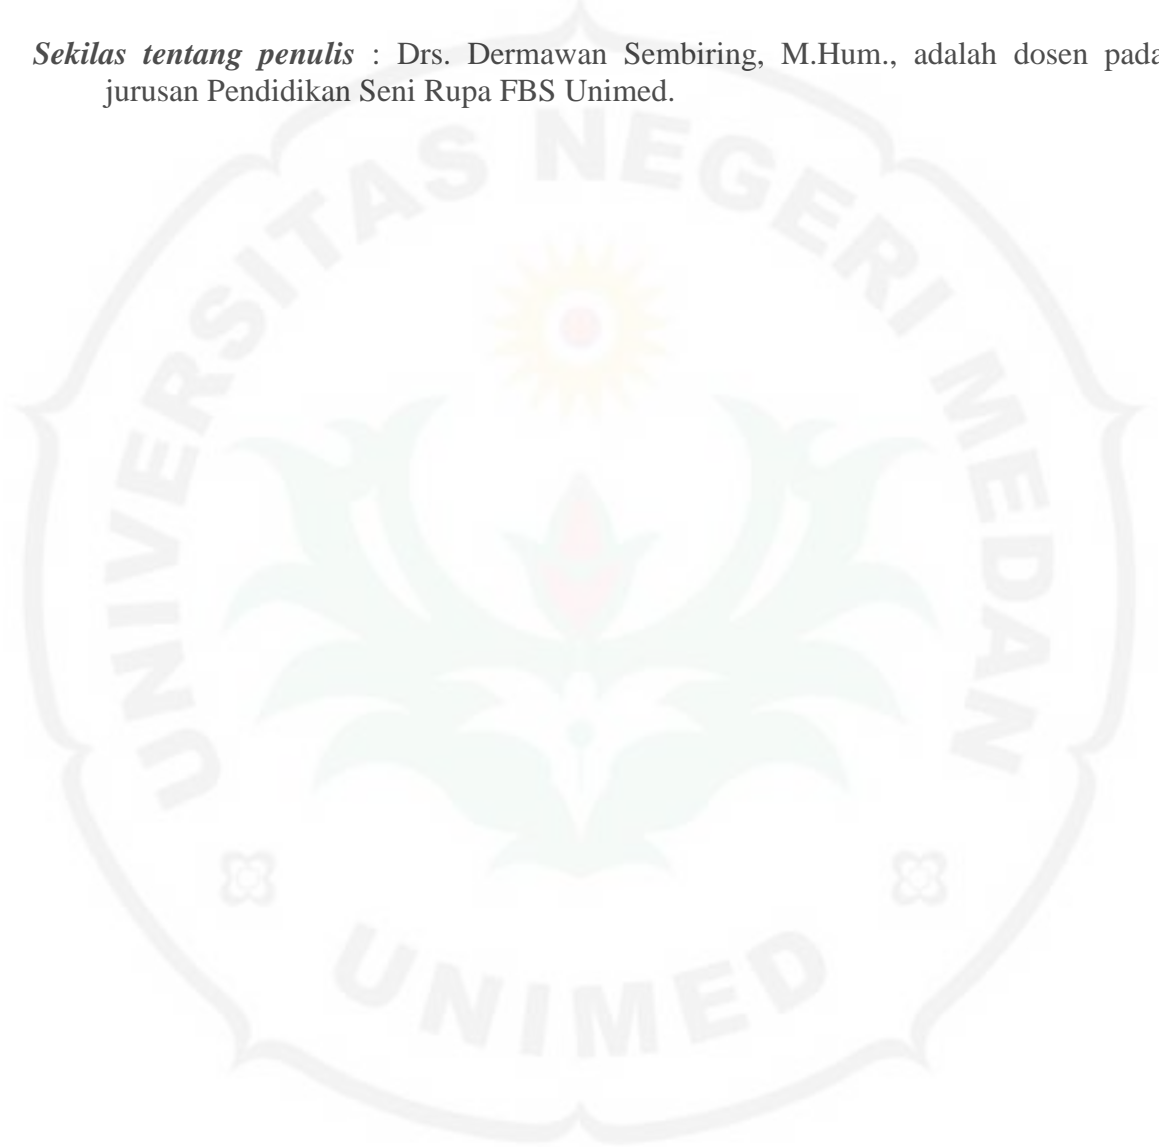 Sekilas tentang penulis : Drs. Dermawan Sembiring, M.Hum., adalah dosen pada
jurusan Pendidikan Seni Rupa FBS Unimed.
UNIVERSITAS NEGERI MEDAN
UNIMED